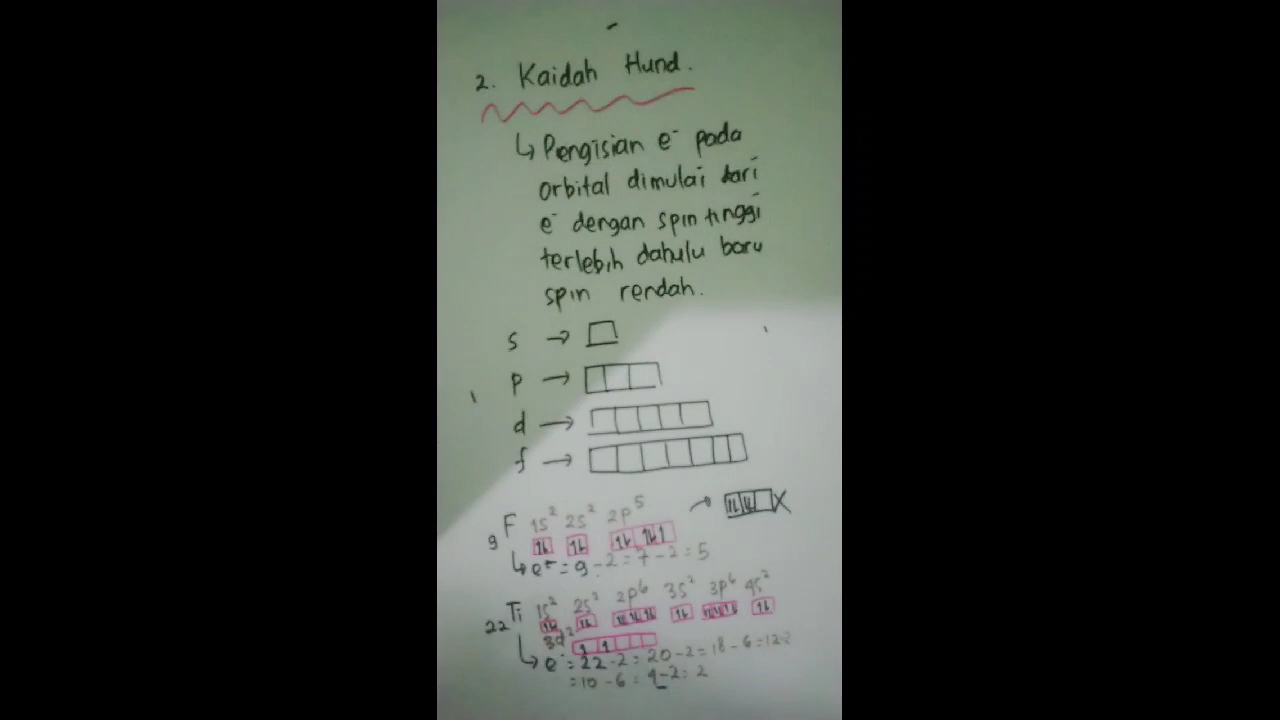 2. Kaidah Hund.
↳ Pengisian e⁻ pada
orbital dimulai dari
e⁻ dengan spin tinggi
terlebih dahulu baru
spin rendah.
s →
p →
d →
f →
₉F 1s² 2s² 2p⁵ → X
↳ e⁻ = 9 - 2 = 7 - 2 = 5
₂₂Ti 1s² 2s² 2p⁶ 3s² 3p⁶ 4s²
3d²
↳ e⁻ = 22 - 2 = 20 - 2 = 18 - 6 = 12-2
= 10 - 6 = 4 - 2 = 2